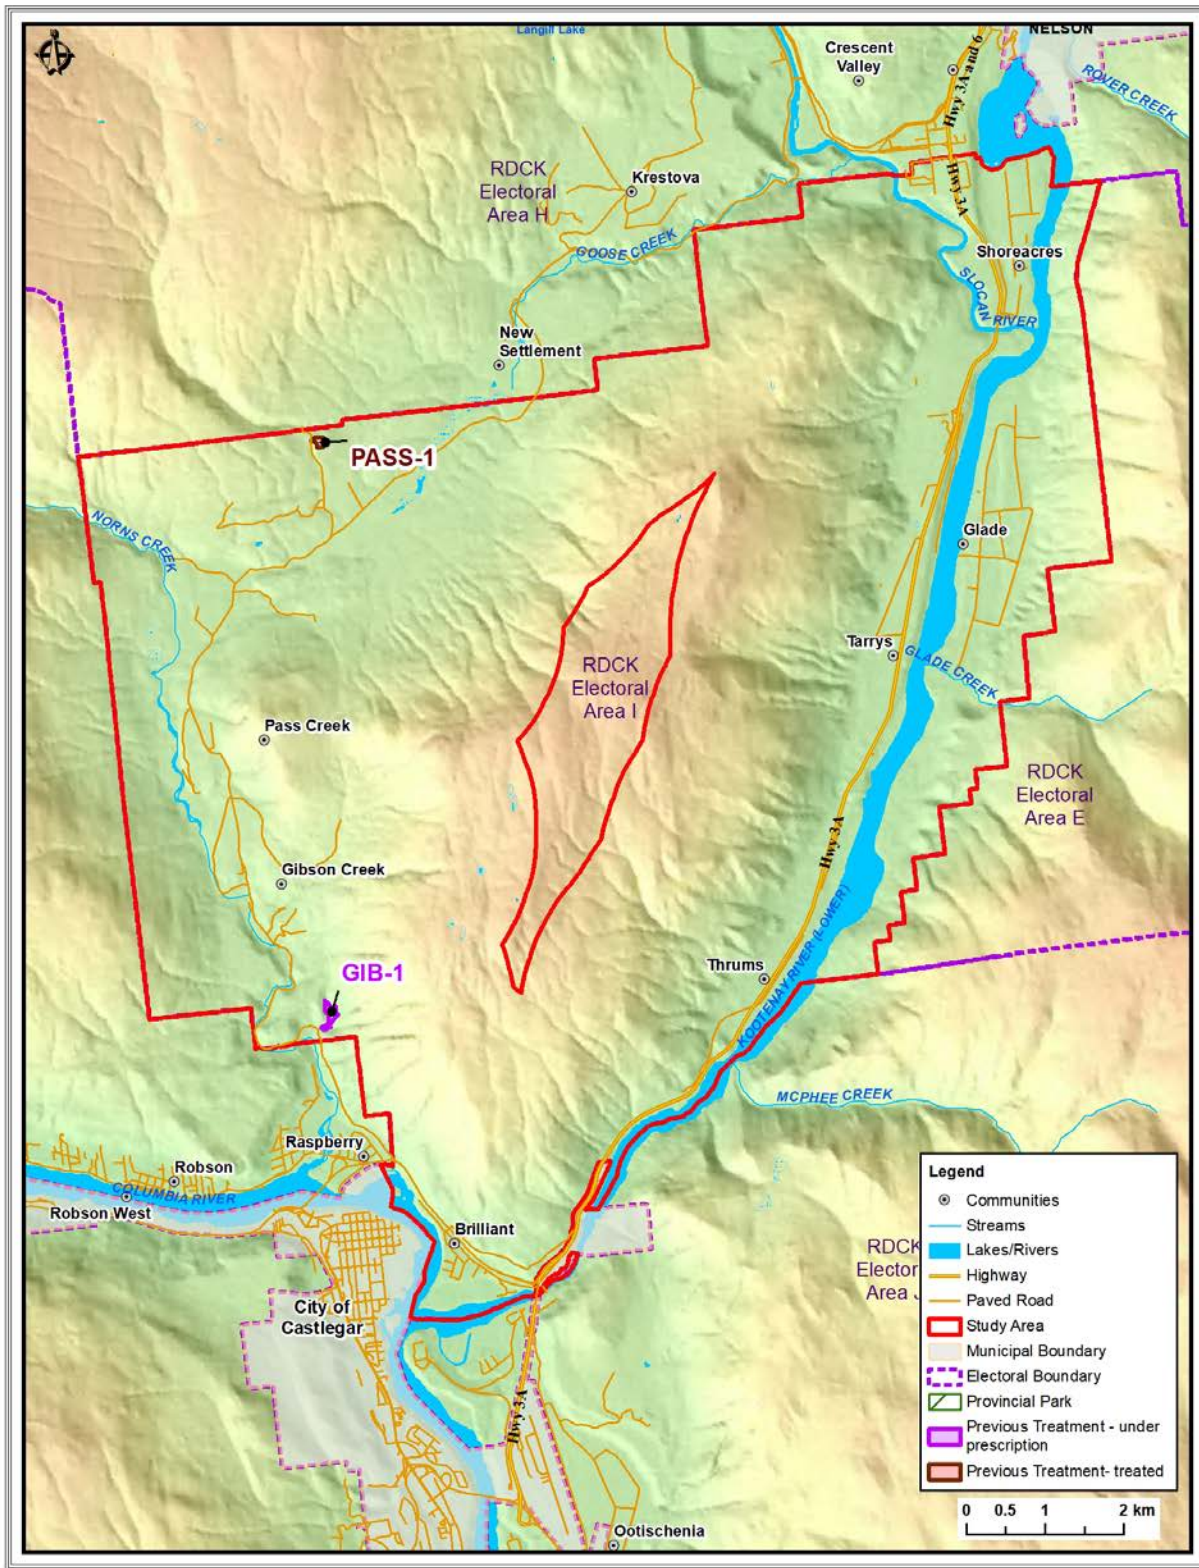 Langill Lake
NELSON
Crescent
Valley
Hwy 3A and 6
ROVER CREEK
RDCK
Electoral
Area H
Krestova
Hwy 3A
GOOSE CREEK
Shoreacres
SLOCAN
RIVER
New
Settlement
PASS-1
NORNS CREEK
Glade
Tarrys
GLADE CREEK
RDCK
Electoral
Area I
Pass Creek
RDCK
Electoral
Area E
Hwy 3A
Gibson Creek
KOOTENAY RIVER (LOWER)
Thrums
GIB-1
MCPHEE CREEK
Raspberry
Robson
COLUMBIA RIVER
Robson West
Brilliant
RDCK
Elector
Area J
City of
Castlegar
Hwy 3A
Ootischenia
Legend
Communities
Streams
Lakes/Rivers
Highway
Paved Road
Study Area
Municipal Boundary
Electoral Boundary
Provincial Park
Previous Treatment - under
prescription
Previous Treatment- treated
0 0.5 1 2 km